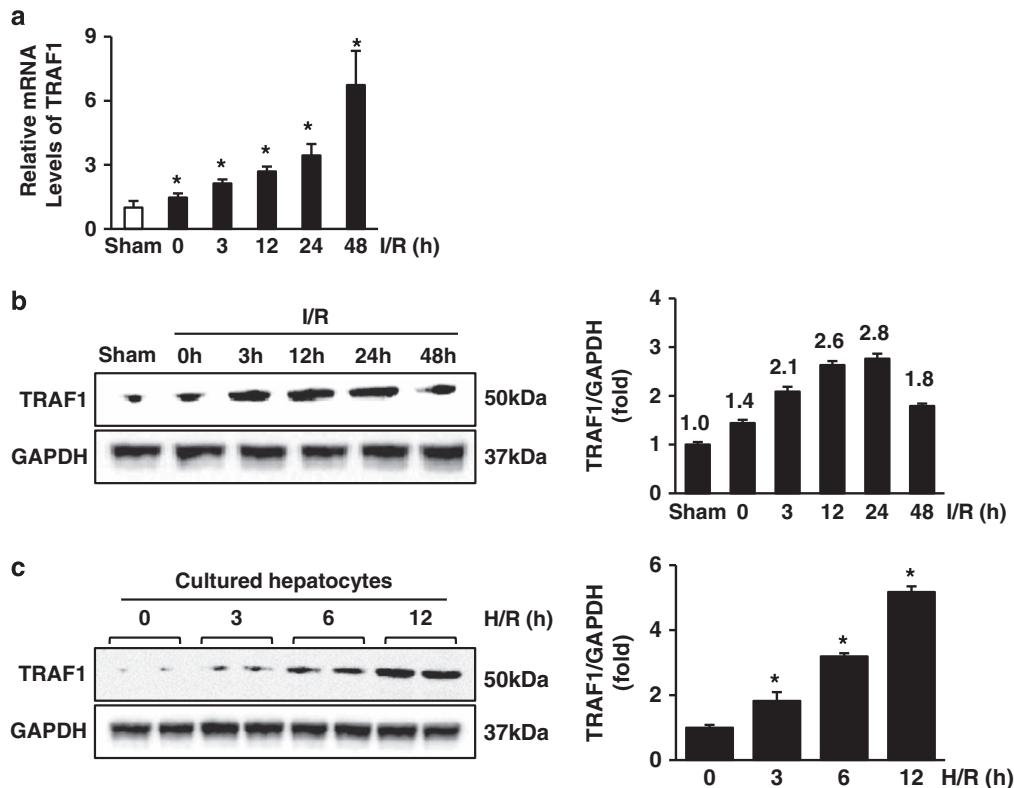 a
Relative mRNA
Levels of TRAF1
9
6
3
0
Sham 0 3 12 24 48 I/R (h)
* * * * *
b
I/R
Sham 0h 3h 12h 24h 48h
TRAF1 50kDa
GAPDH 37kDa
TRAF1/GAPDH
(fold)
4
3
2
1
0
1.0 1.4 2.1 2.6 2.8 1.8
Sham 0 3 12 24 48 I/R (h)
c
Cultured hepatocytes
0 3 6 12 H/R (h)
TRAF1 50kDa
GAPDH 37kDa
TRAF1/GAPDH
(fold)
6
4
2
0
* * *
0 3 6 12 H/R (h)